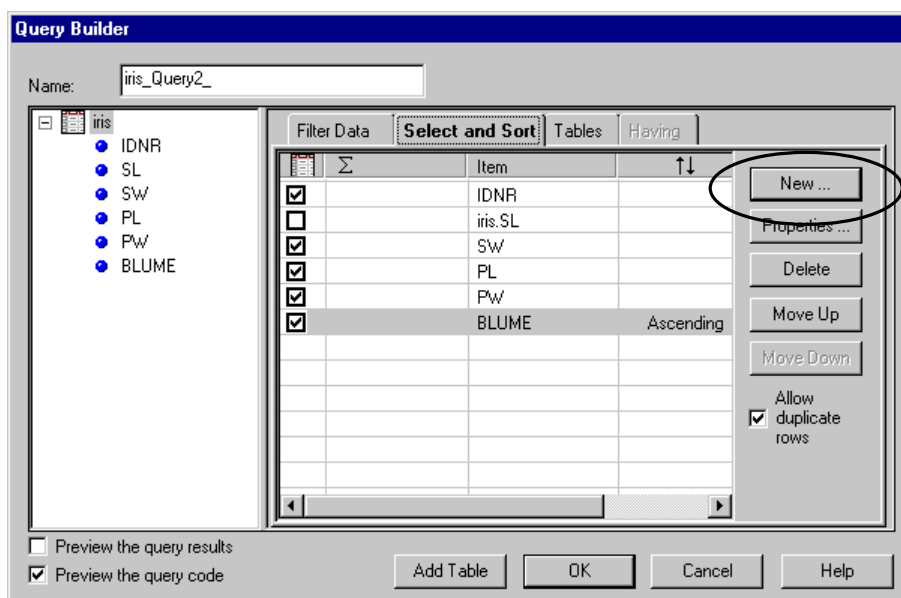 Query Builder
Name: iris_Query2_
iris
IDNR
SL
SW
PL
PW
BLUME
Filter Data Select and Sort Tables Having
Σ Item ↑↓
IDNR
iris.SL
SW
PL
PW
BLUME Ascending
New ...
Properties ...
Delete
Move Up
Move Down
Allow
duplicate
rows
Preview the query results
Preview the query code
Add Table OK Cancel Help